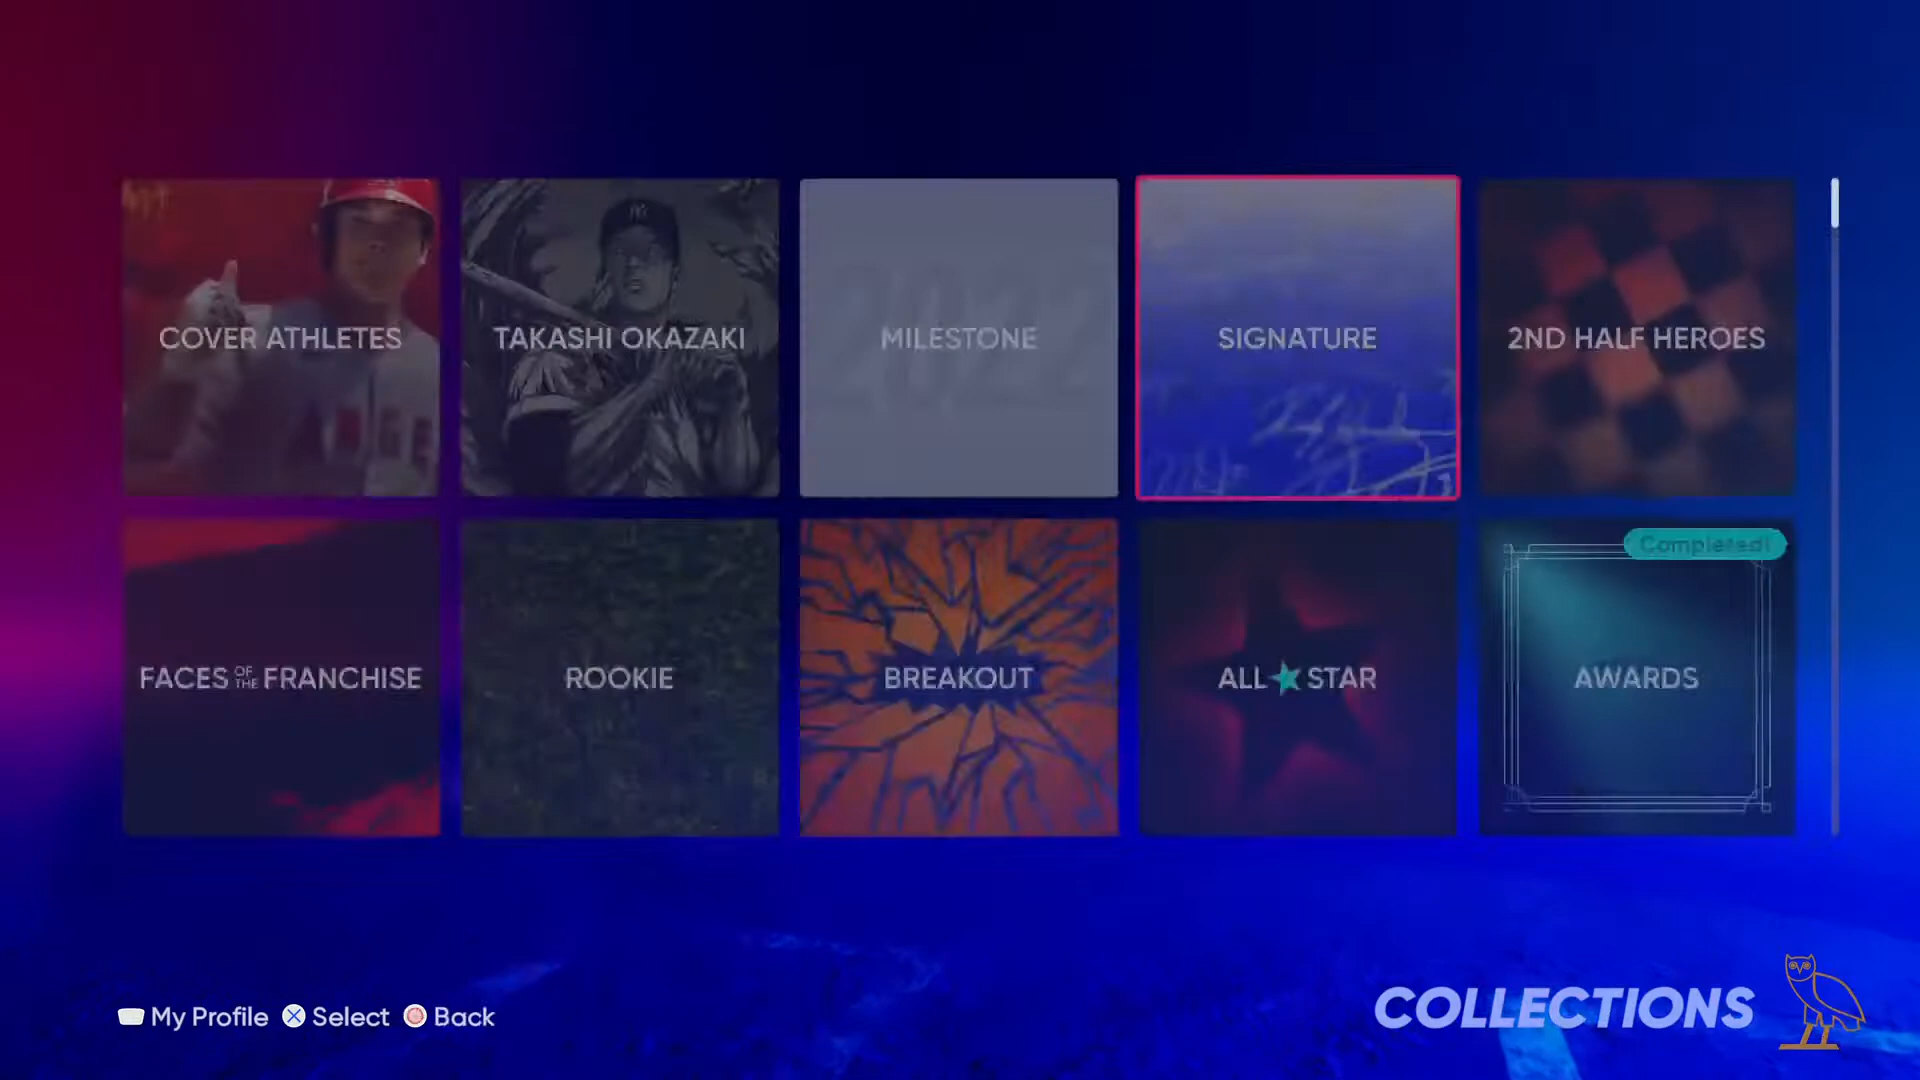 COVER ATHLETES
TAKASHI OKAZAKI
MILESTONE
2022
SIGNATURE
2ND HALF HEROES
FACES OF THE FRANCHISE
ROOKIE
BREAKOUT
ALL★STAR
Completed!
AWARDS
My Profile
Select
Back
COLLECTIONS